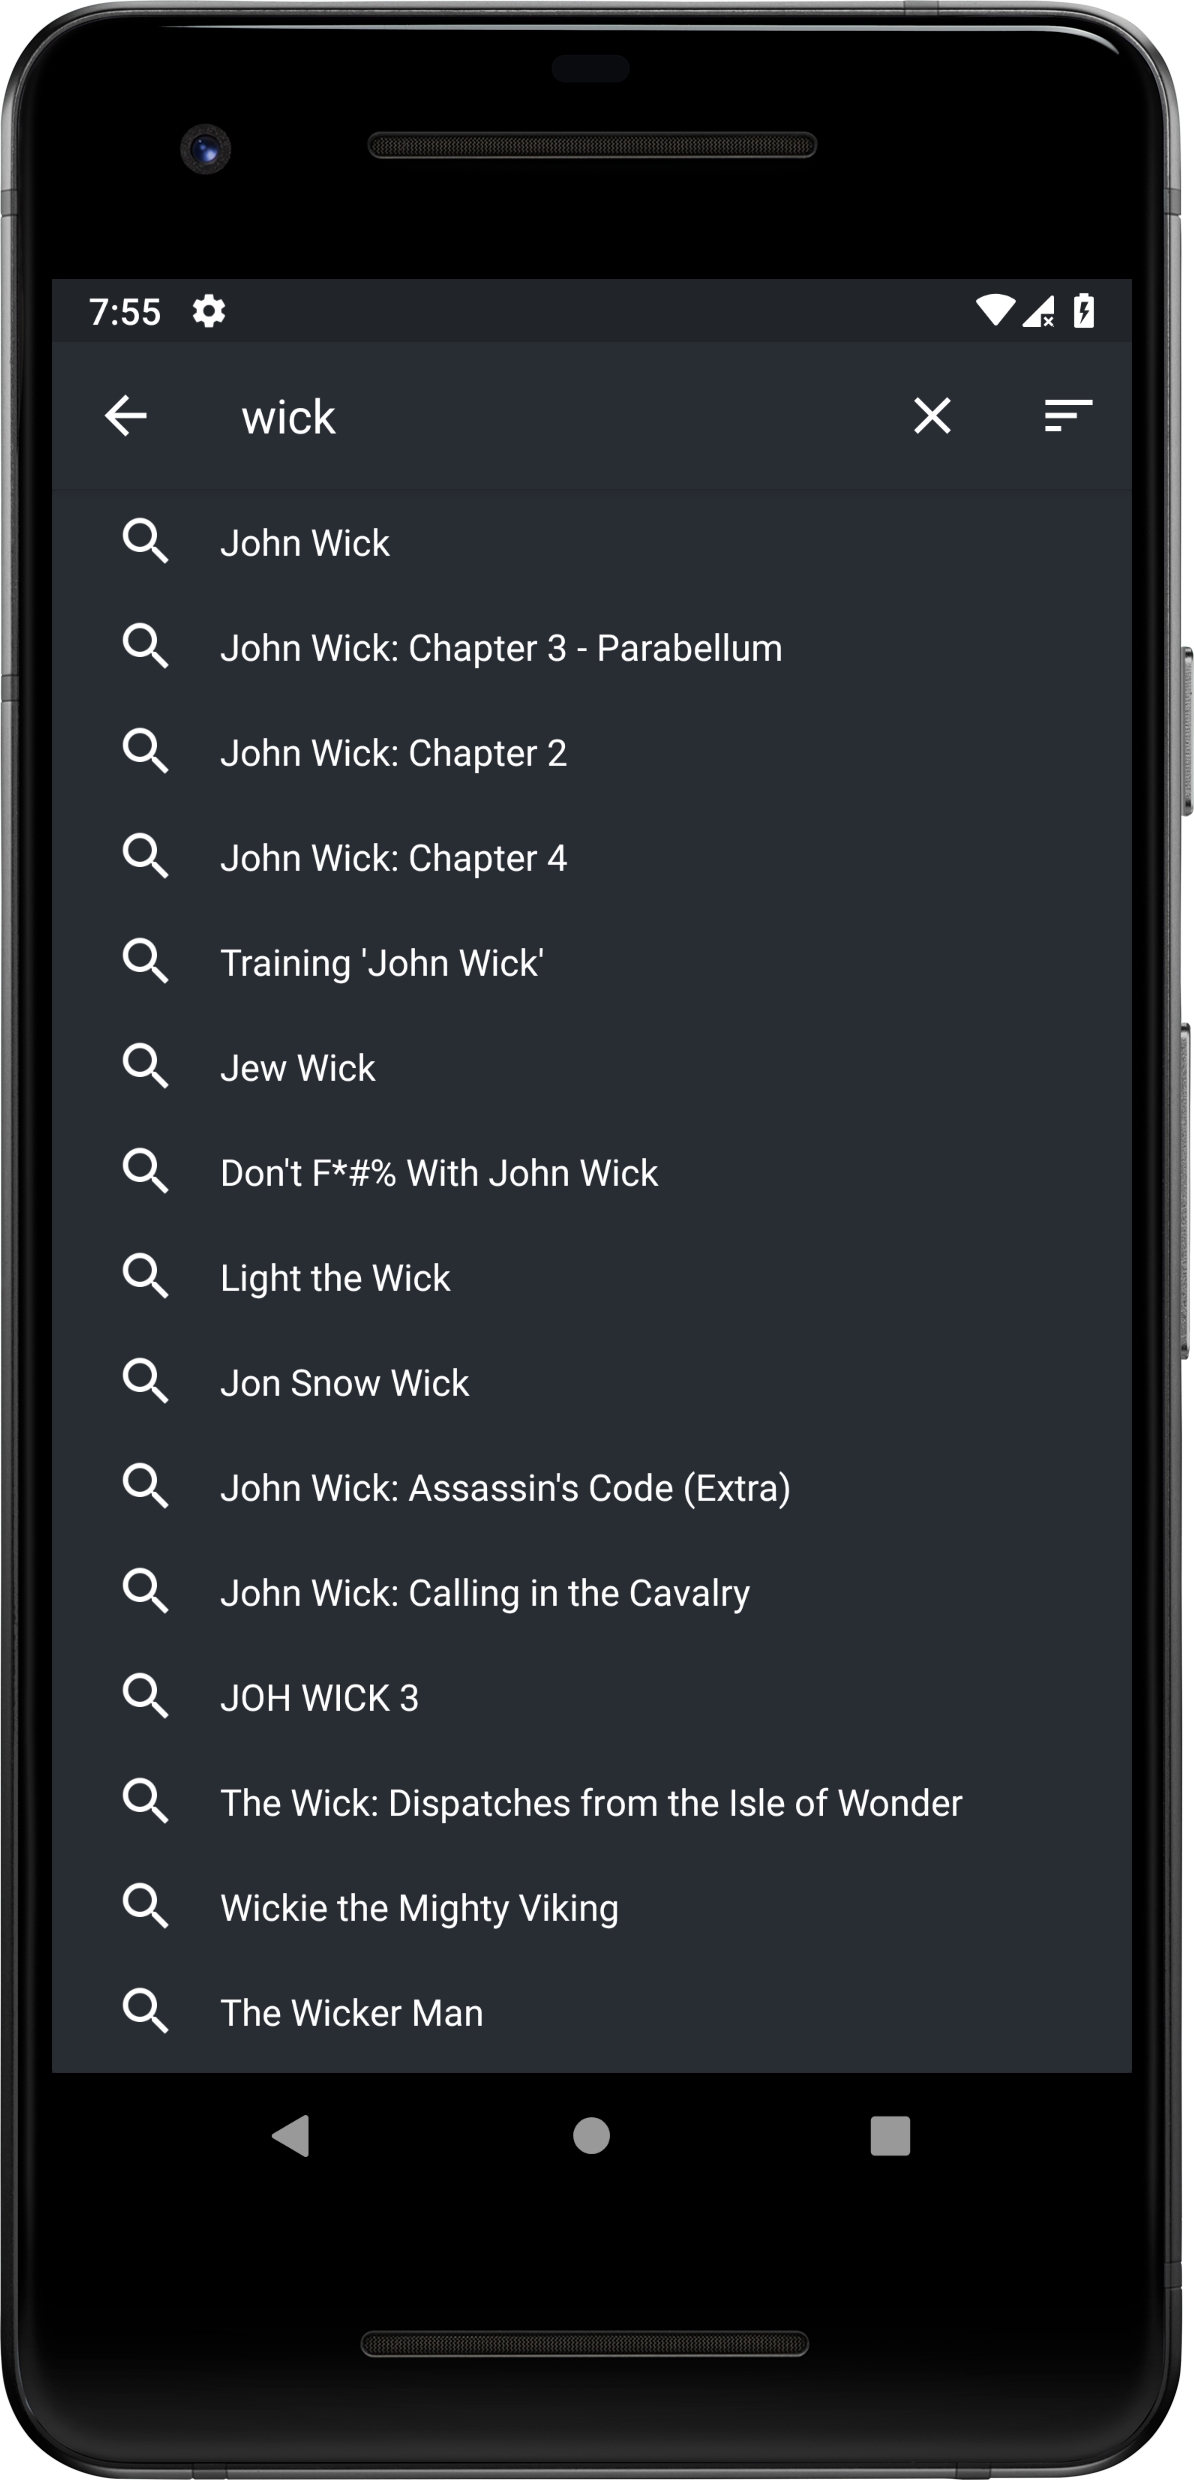 7:55
wick
John Wick
John Wick: Chapter 3 - Parabellum
John Wick: Chapter 2
John Wick: Chapter 4
Training 'John Wick'
Jew Wick
Don't F*#% With John Wick
Light the Wick
Jon Snow Wick
John Wick: Assassin's Code (Extra)
John Wick: Calling in the Cavalry
JOH WICK 3
The Wick: Dispatches from the Isle of Wonder
Wickie the Mighty Viking
The Wicker Man